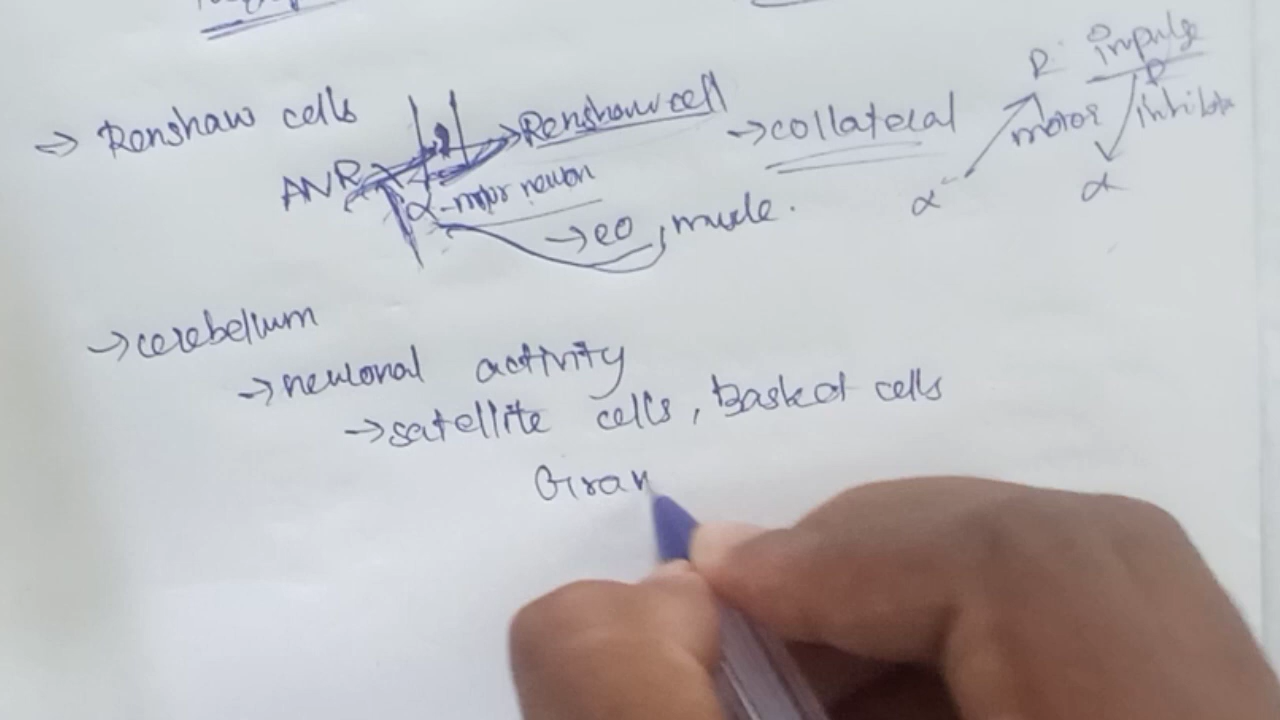 → Renshaw cells → Renshaw cell → collateral
R impulse
R
motor inhibitn
ANR
α-motor neuron
α α
→ eo, muscle.
→ cerebellum
→ neuronal activity
→ satellite cells, Basket cells
Gran